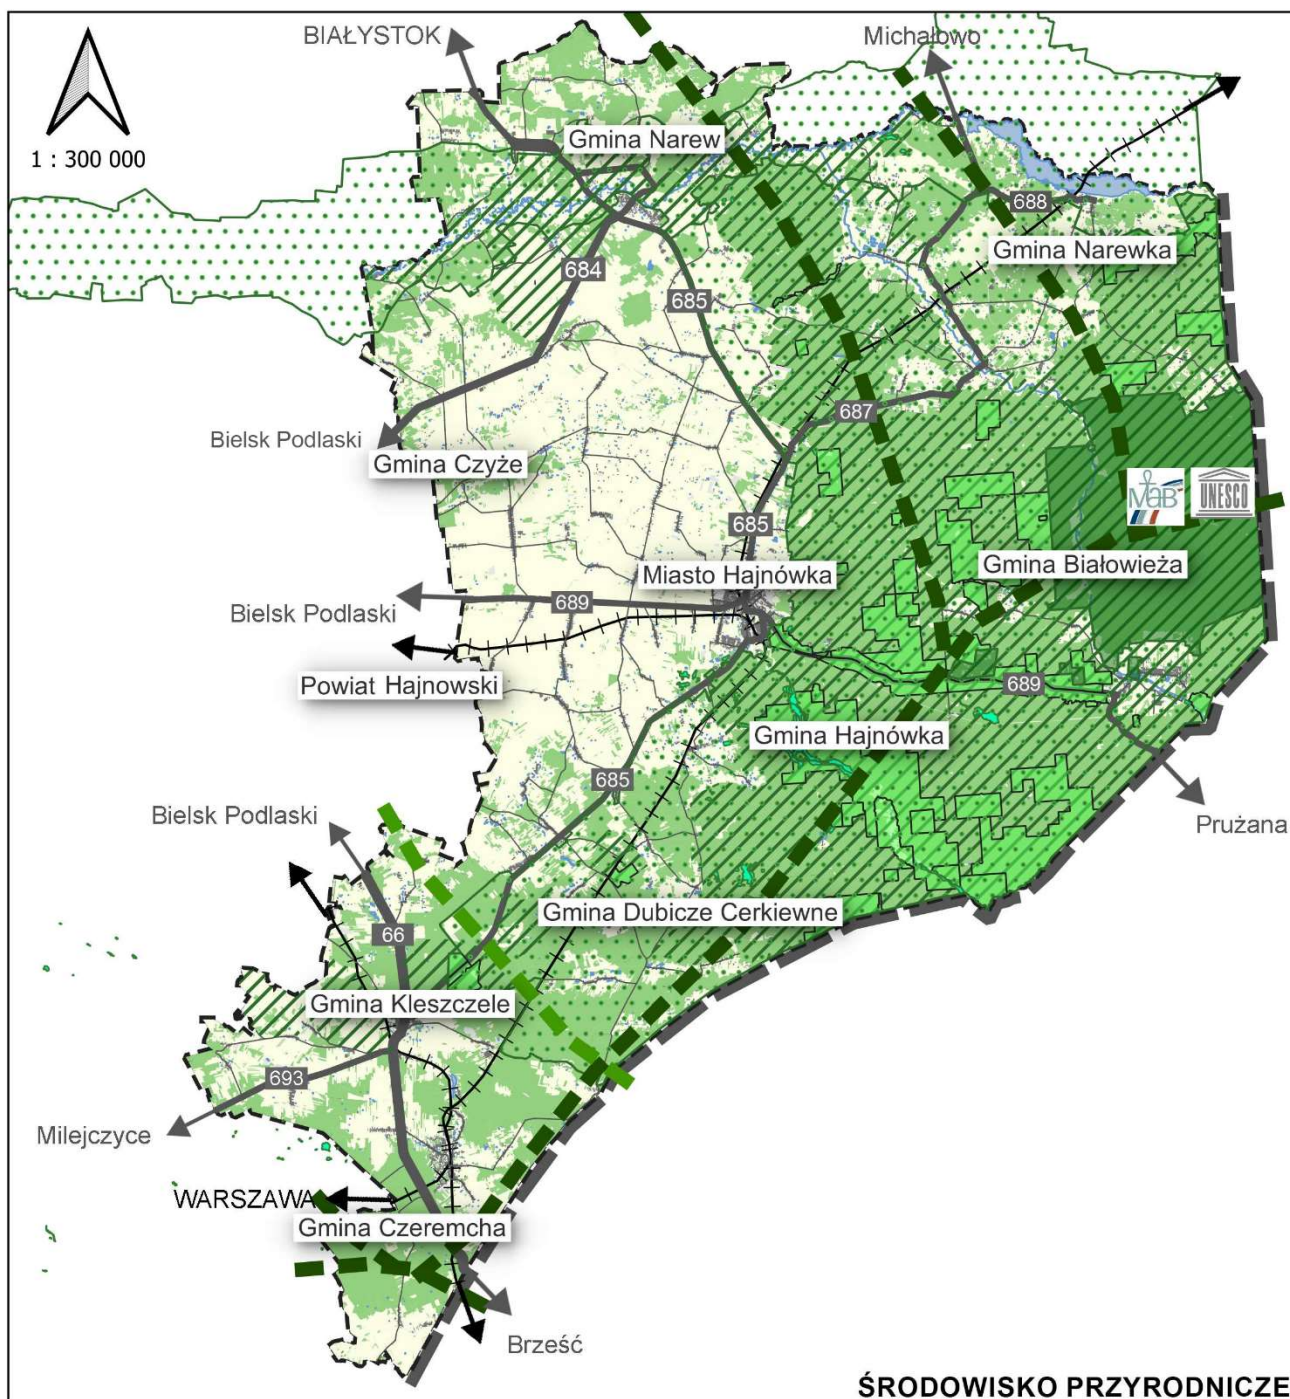 BIAŁYSTOK
Michałowo
1 : 300 000
Gmina Narew
688
Gmina Narewka
684
685
687
Bielsk Podlaski
Gmina Czyże
MaB
UNESCO
685
Gmina Białowieża
Miasto Hajnówka
Bielsk Podlaski
689
Powiat Hajnowski
689
Gmina Hajnówka
685
Bielsk Podlaski
Prużana
Gmina Dubicze Cerkiewne
66
Gmina Kleszczele
693
Milejczyce
WARSZAWA
Gmina Czeremcha
Brześć
ŚRODOWISKO PRZYRODNICZE